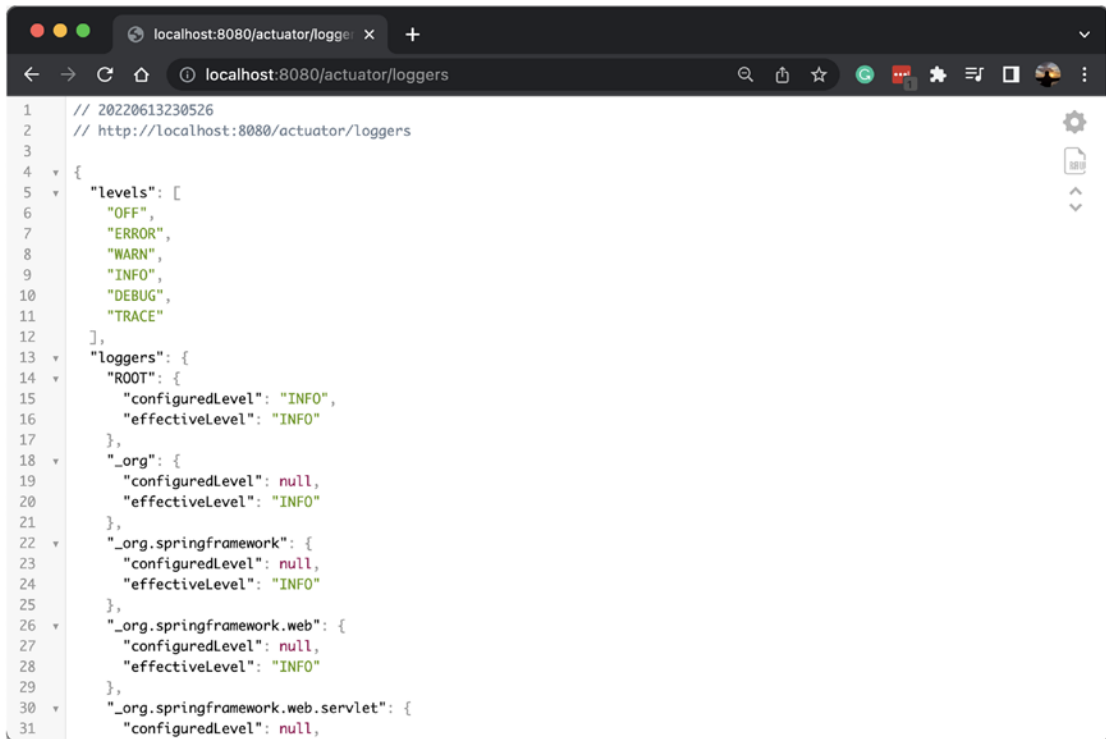 localhost:8080/actuator/logger
localhost:8080/actuator/loggers
1 // 20220613230526
2 // http://localhost:8080/actuator/loggers
3
4 {
5 "levels": [
6 "OFF",
7 "ERROR",
8 "WARN",
9 "INFO",
10 "DEBUG",
11 "TRACE"
12 ],
13 "loggers": {
14 "ROOT": {
15 "configuredLevel": "INFO",
16 "effectiveLevel": "INFO"
17 },
18 "_org": {
19 "configuredLevel": null,
20 "effectiveLevel": "INFO"
21 },
22 "_org.springframework": {
23 "configuredLevel": null,
24 "effectiveLevel": "INFO"
25 },
26 "_org.springframework.web": {
27 "configuredLevel": null,
28 "effectiveLevel": "INFO"
29 },
30 "_org.springframework.web.servlet": {
31 "configuredLevel": null,
RAW
1